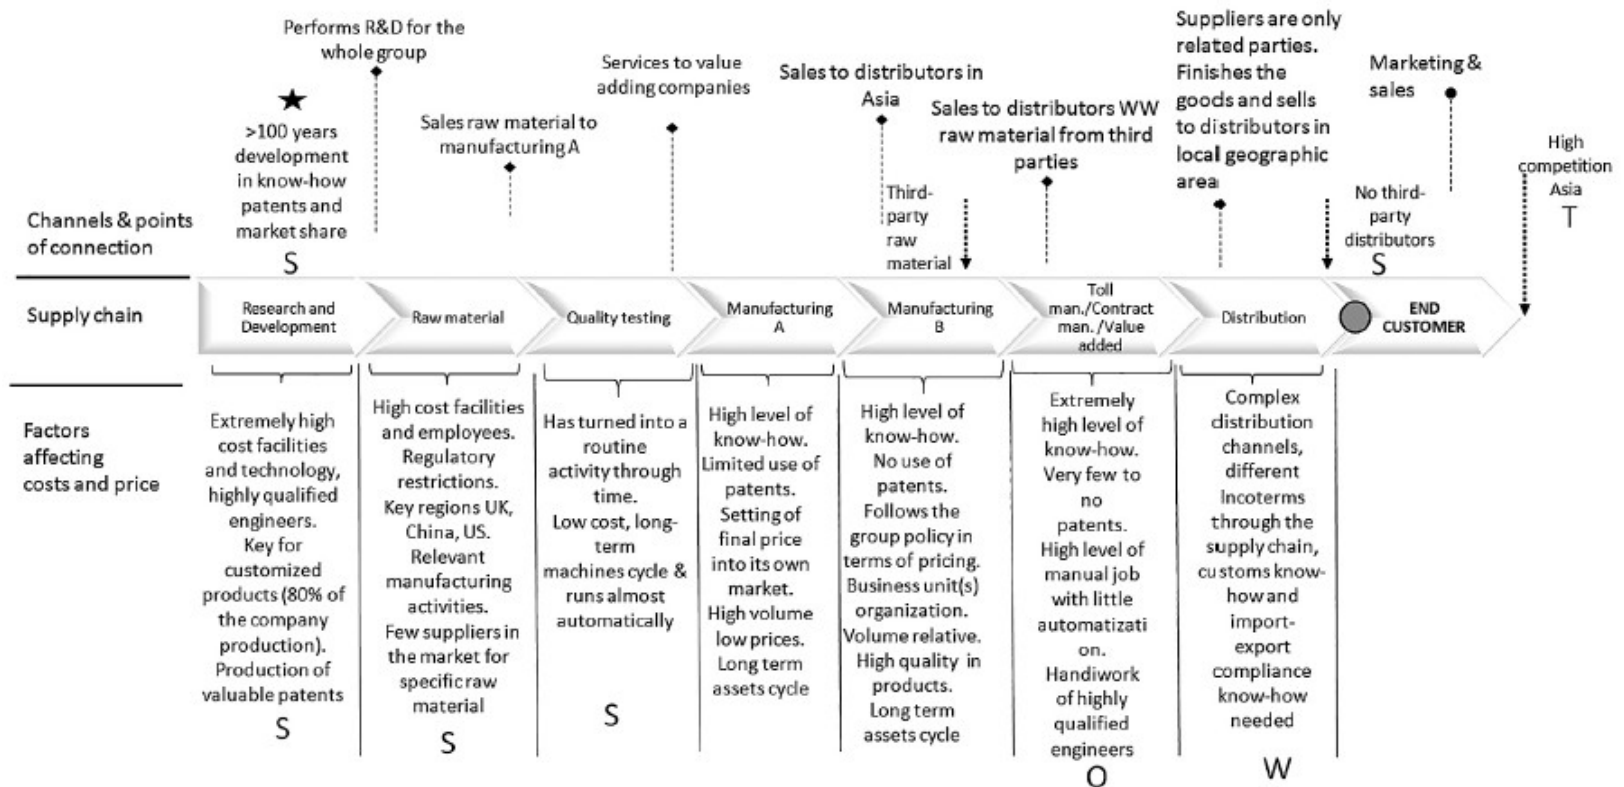 Performs R&D for the
whole group
>100 years
development
in know-how
patents and
market share
S
Sales raw material to
manufacturing A
Services to value
adding companies
Sales to distributors in
Asia
Third-
party
raw
material
Sales to distributors WW
raw material from third
parties
Suppliers are only
related parties.
Finishes the
goods and sells
to distributors in
local geographic
area
Marketing &
sales
No third-
party
distributors
S
High
competition
Asia
T
Channels & points
of connection
Supply chain
Research and
Development
Raw material
Quality testing
Manufacturing
A
Manufacturing
B
Toll
man./Contract
man./Value
added
Distribution
END
CUSTOMER
Factors
affecting
costs and price
Extremely high
cost facilities
and technology,
highly qualified
engineers.
Key for
customized
products (80% of
the company
production).
Production of
valuable patents
S
High cost facilities
and employees.
Regulatory
restrictions.
Key regions UK,
China, US.
Relevant
manufacturing
activities.
Few suppliers in
the market for
specific raw
material
S
Has turned into a
routine
activity through
time.
Low cost, long-
term
machines cycle &
runs almost
automatically
S
High level of
know-how.
Limited use of
patents.
Setting of
final price
into its own
market.
High volume
low prices.
Long term
assets cycle
High level of
know-how.
No use of
patents.
Follows the
group policy in
terms of pricing.
Business unit(s)
organization.
Volume relative.
High quality in
products.
Long term
assets cycle
Extremely
high level of
know-how.
Very few to
no
patents.
High level of
manual job
with little
automatizati
on.
Handiwork
of highly
qualified
engineers
O
Complex
distribution
channels,
different
Incoterms
through the
supply chain,
customs know-
how and
import-
export
compliance
know-how
needed
W